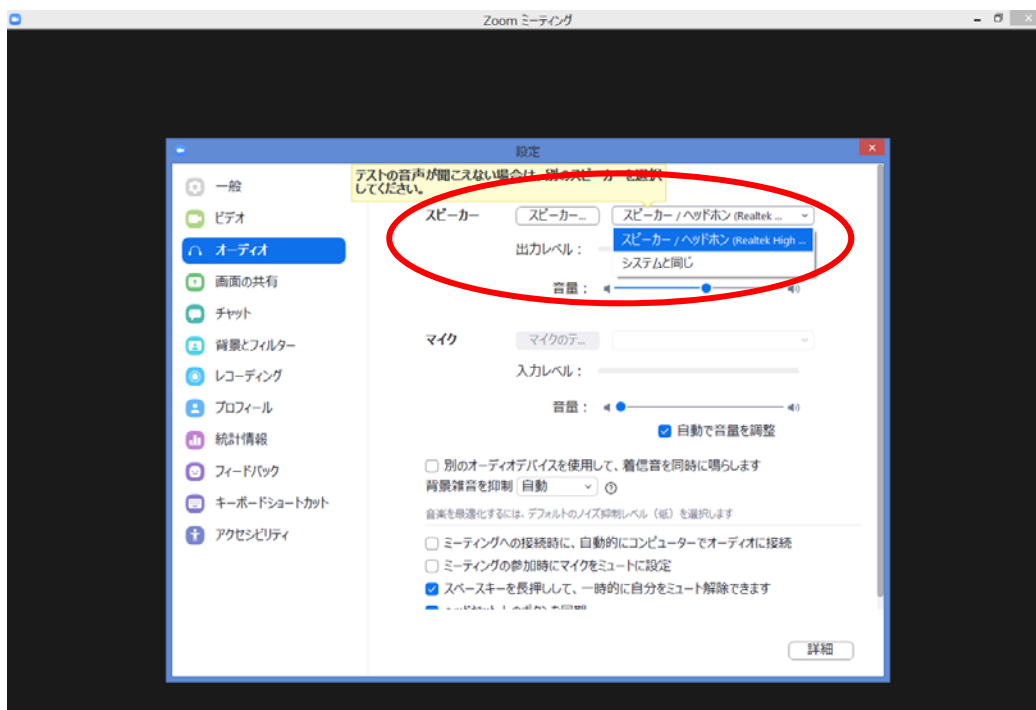 Zoom ミーティング
設定
テストの音声が聞こえない場合は、別のスピーカーを選択
してください。
一般
ビデオ
オーディオ
画面の共有
チャット
背景とフィルター
レコーディング
プロフィール
統計情報
フィードバック
キーボードショートカット
アクセシビリティ
スピーカー スピーカー... スピーカー / ヘッドホン (Realtek ...
スピーカー / ヘッドホン (Realtek High ...
出力レベル：
システムと同じ
音量：
マイク マイクのテ...
入力レベル：
音量：
自動で音量を調整
別のオーディオデバイスを使用して、着信音を同時に鳴らします
背景雑音を抑制 自動
音楽を最適化するには、デフォルトのノイズ抑制レベル（低）を選択します
ミーティングへの接続時に、自動的にコンピューターでオーディオに接続
ミーティングの参加時にマイクをミュートに設定
スペースキーを長押しして、一時的に自分をミュート解除できます
詳細